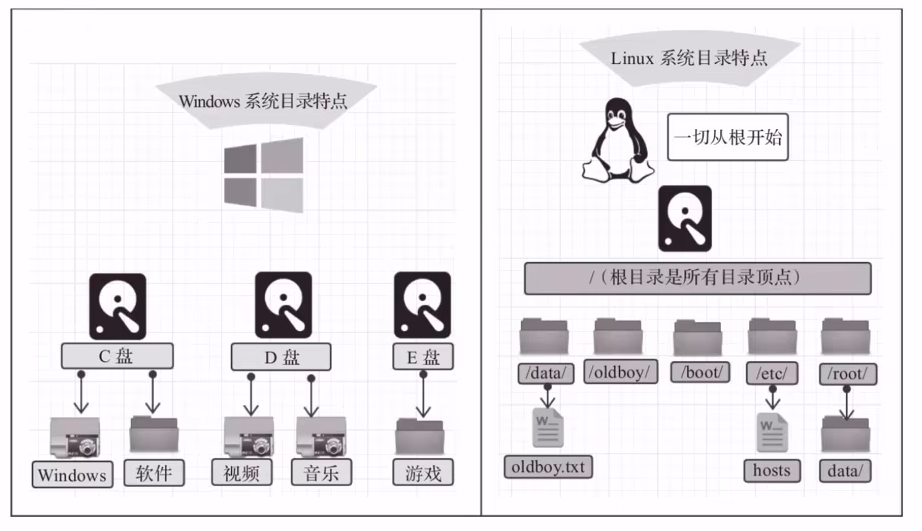 Windows 系统目录特点
C 盘
D 盘
E 盘
Windows
软件
视频
音乐
游戏
Linux 系统目录特点
一切从根开始
/（根目录是所有目录顶点）
/data/
/oldboy/
/boot/
/etc/
/root/
W
W
oldboy.txt
hosts
data/